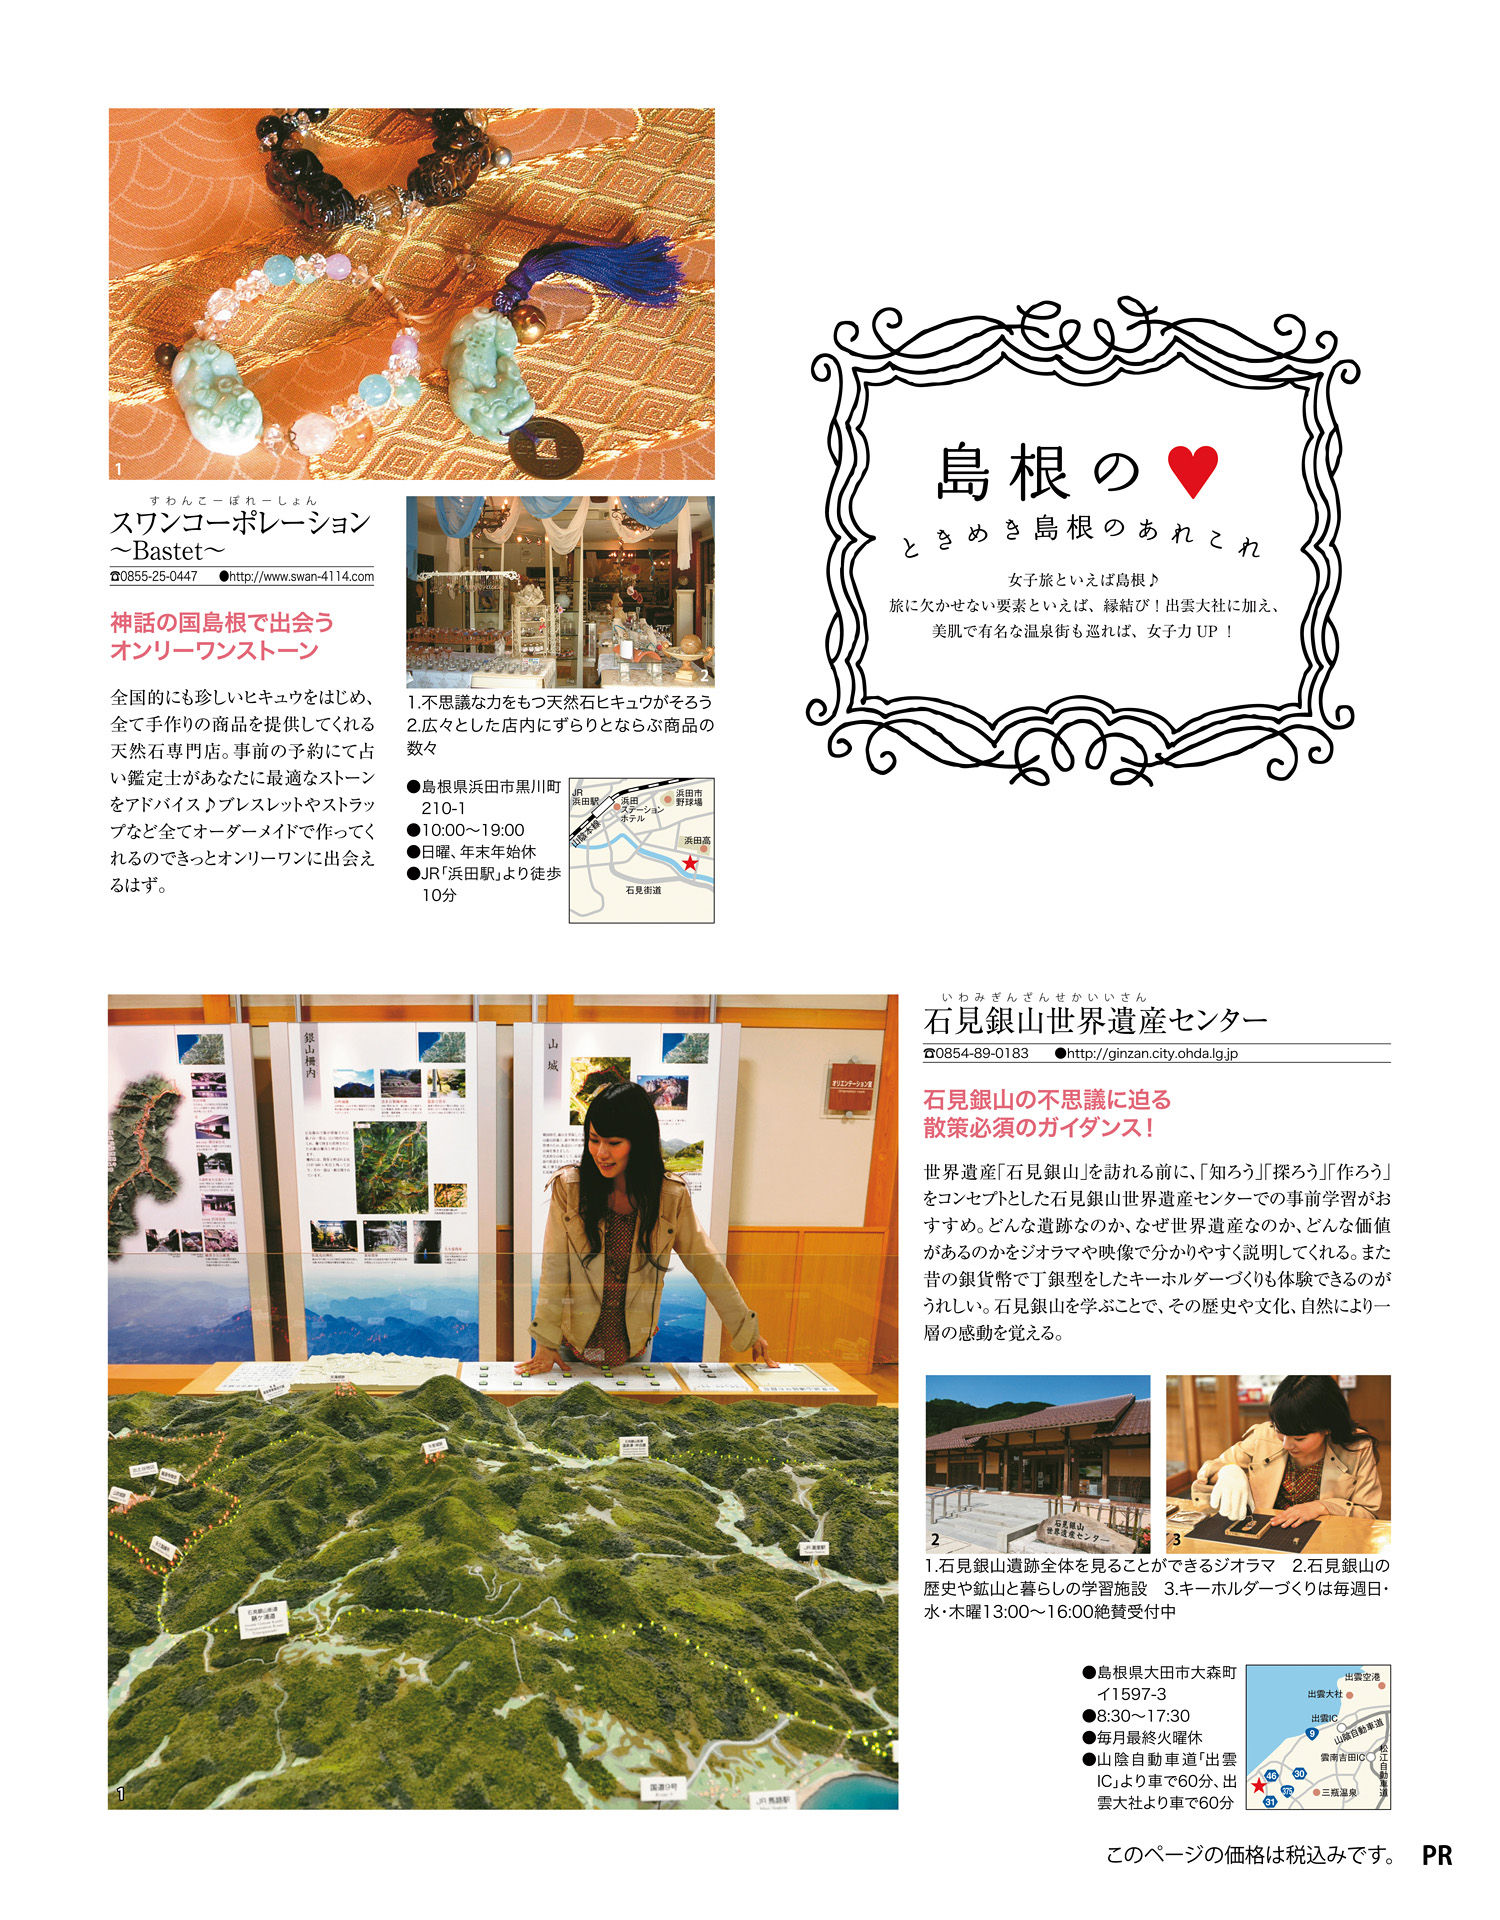 1
すわんこーぽれーしょん
スワンコーポレーション
〜Bastet〜
☎0855-25-0447　●http://www.swan-4114.com
神話の国島根で出会う
オンリーワンストーン
全国的にも珍しいヒキュウをはじめ、
全て手作りの商品を提供してくれる
天然石専門店。事前の予約にて占
い鑑定士があなたに最適なストーン
をアドバイス♪ブレスレットやストラッ
プなど全てオーダーメイドで作ってく
れるのできっとオンリーワンに出会え
るはず。
2
1.不思議な力をもつ天然石ヒキュウがそろう
2.広々とした店内にずらりとならぶ商品の
数々
●島根県浜田市黒川町
210-1
●10:00〜19:00
●日曜、年末年始休
●JR「浜田駅」より徒歩
10分
JR
浜田駅
浜田
ステーション
ホテル
浜田市
野球場
山陰本線
浜田高
石見街道
島根の♥
ときめき島根のあれこれ
女子旅といえば島根♪
旅に欠かせない要素といえば、縁結び！出雲大社に加え、
美肌で有名な温泉街も巡れば、女子力UP！
銀山柵内
山城
オリエンテーション室
国道9号
JR馬路駅
1
いわみぎんざんせかいいさん
石見銀山世界遺産センター
☎0854-89-0183　●http://ginzan.city.ohda.lg.jp
石見銀山の不思議に迫る
散策必須のガイダンス！
世界遺産「石見銀山」を訪れる前に、「知ろう」「探ろう」「作ろう」
をコンセプトとした石見銀山世界遺産センターでの事前学習がお
すすめ。どんな遺跡なのか、なぜ世界遺産なのか、どんな価値
があるのかをジオラマや映像で分かりやすく説明してくれる。また
昔の銀貨幣で丁銀型をしたキーホルダーづくりも体験できるのが
うれしい。石見銀山を学ぶことで、その歴史や文化、自然により一
層の感動を覚える。
石見銀山
世界遺産センター
2
3
1.石見銀山遺跡全体を見ることができるジオラマ　2.石見銀山の
歴史や鉱山と暮らしの学習施設　3.キーホルダーづくりは毎週日・
水・木曜13:00〜16:00絶賛受付中
●島根県大田市大森町
イ1597-3
●8:30〜17:30
●毎月最終火曜休
●山陰自動車道「出雲
IC」より車で60分、出
雲大社より車で60分
出雲空港
出雲大社
出雲IC
9
山陰自動車道
雲南吉田IC
松江自動車道
46
30
375
31
三瓶温泉
このページの価格は税込みです。　PR